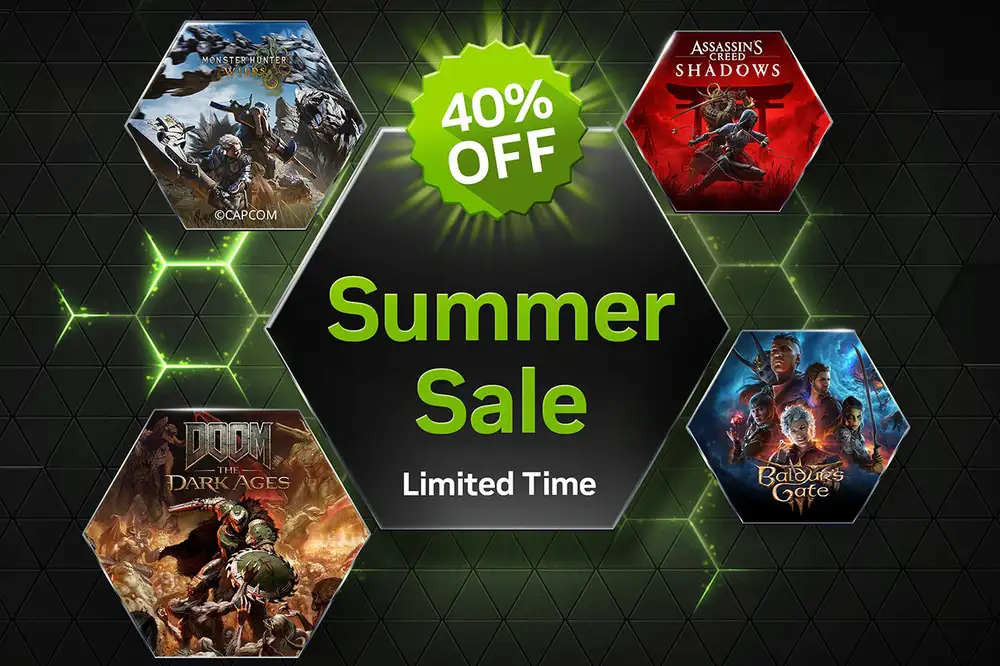 MONSTER HUNTER
WILDS
©CAPCOM
40%
OFF
ASSASSIN'S
CREED
SHADOWS
Summer
Sale
Limited Time
DOOM
THE
DARK AGES
BALDUR'S
GATE
III